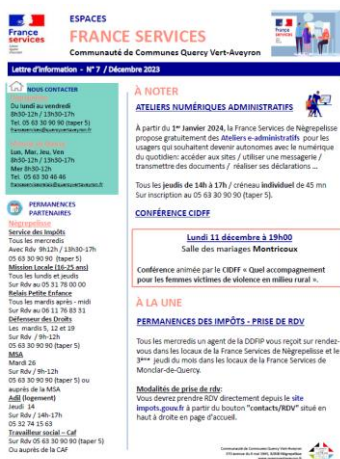 ESPACES
FRANCE SERVICES
Communauté de Communes Quercy Vert-Aveyron
France
services
Lettre d'information - N° 7 / Décembre 2023
NOUS CONTACTER
Du lundi au vendredi
8h30-12h / 13h30-17h
Tel. 05 63 30 90 90 (taper 5)
Lun, Mar, Jeu, Ven
8h30-12h / 13h30-17h
Mer 8h30-12h
Tel. 05 63 30 46 46
PERMANENCES
PARTENAIRES
Négrepelisse
Service des Impôts
Tous les mercredis
Avec Rdv 9h12h / 13h30-17h
05 63 30 90 90 (taper 5)
Mission Locale (16-25 ans)
Tous les lundis et jeudis
Sur Rdv au 05 31 78 00 00
Relais Petite Enfance
Tous les mardis après - midi
Sur Rdv au 06 11 76 83 31
Défenseur des Droits
Les mardis 5, 12 et 19
Sur Rdv / 9h-12h
05 63 30 90 90 (taper 5)
MSA
Mardi 26
Sur Rdv / 9h-12h
05 63 30 90 90 (taper 5) ou
auprès de la MSA
Adil (logement)
Jeudi 14
Sur Rdv / 14h-17h
05 32 74 15 63
Travailleur social – Caf
Sur Rdv 05 63 30 90 90 (taper 5)
Ou auprès de la CAF
À NOTER
ATELIERS NUMÉRIQUES ADMINISTRATIFS
À partir du 1er Janvier 2024, la France Services de Nègrepelisse
propose gratuitement des Ateliers e-administratifs pour les
usagers qui souhaitent devenir autonomes avec le numérique
du quotidien: accéder aux sites / utiliser une messagerie /
transmettre des documents / réaliser ses déclarations ...
Tous les jeudis de 14h à 17h / créneau individuel de 45 mn
Sur inscription au 05 63 30 90 90 (taper 5).
CONFÉRENCE CIDFF
Lundi 11 décembre à 19h00
Salle des mariages Montricoux
Conférence animée par le CIDFF « Quel accompagnement
pour les femmes victimes de violence en milieu rural ».
À LA UNE
PERMANENCES DES IMPÔTS - PRISE DE RDV
Tous les mercredis un agent de la DDFIP vous reçoit sur rendez-
vous dans les locaux de la France Services de Nègrepelisse et le
3ème jeudi du mois dans les locaux de la France Services de
Monclar-de-Quercy.
Modalités de prise de rdv:
Vous devrez prendre RDV directement depuis le site
impots.gouv.fr à partir du bouton "contacts/RDV" situé en
haut à droite en page d'accueil.